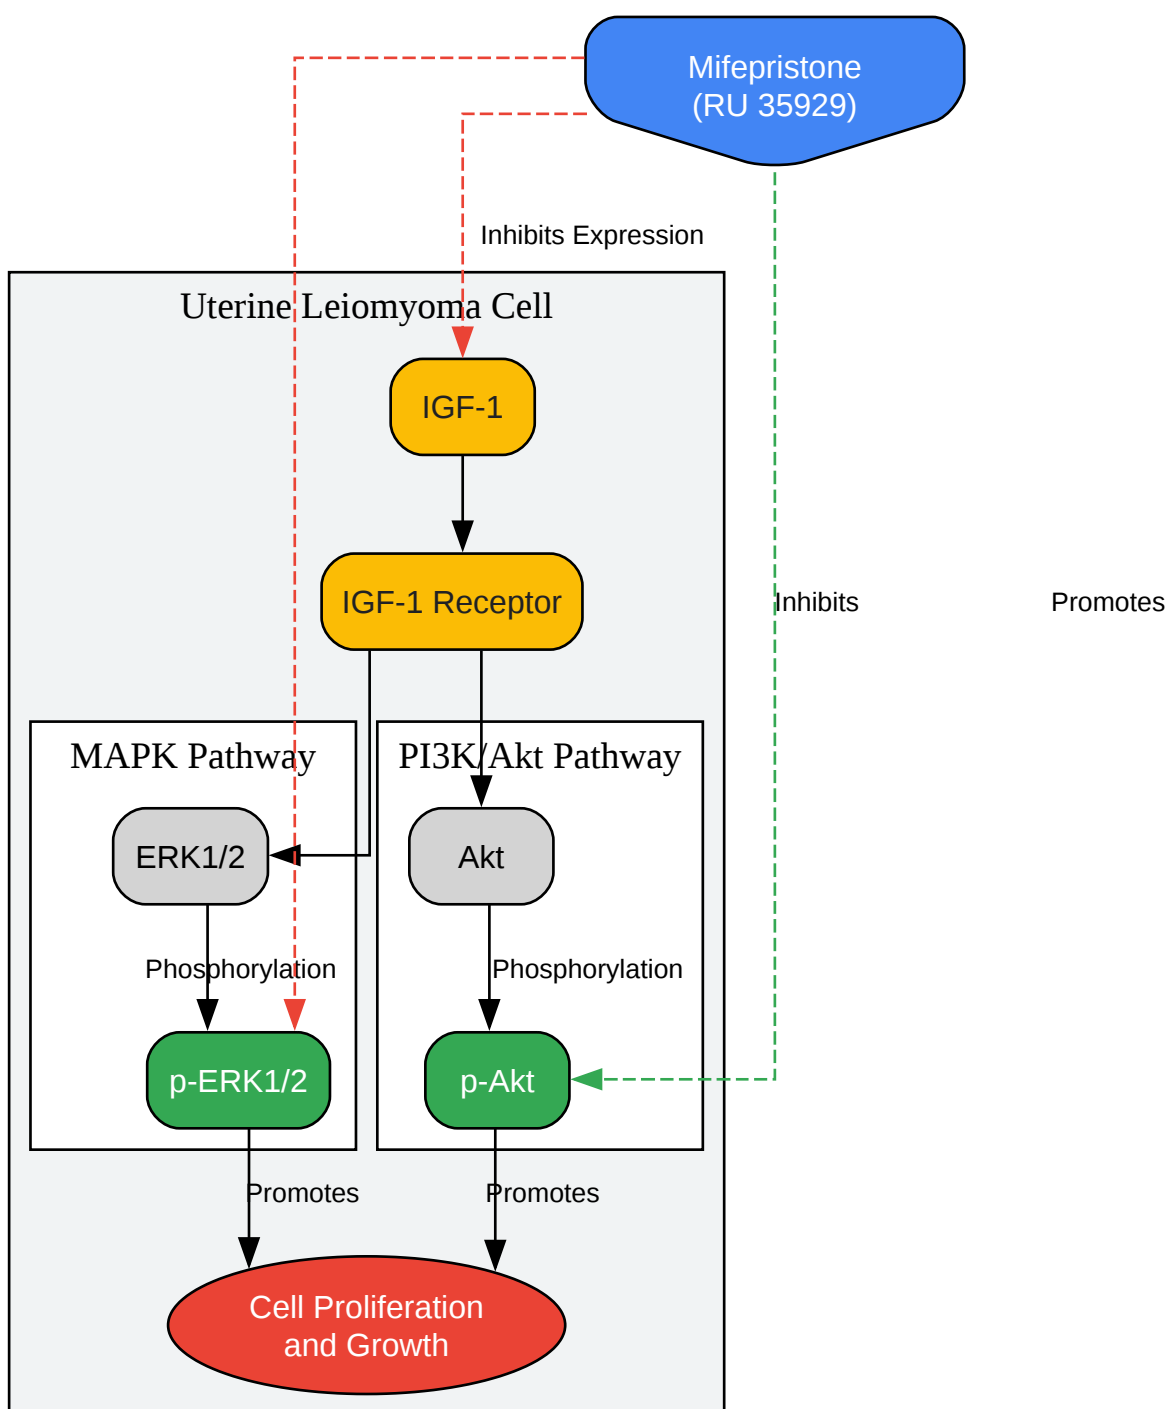 Mifepristone
(RU 35929)
Inhibits Expression
Uterine Leiomyoma Cell
IGF-1
IGF-1 Receptor
Inhibits
Promotes
MAPK Pathway
PI3K/Akt Pathway
ERK1/2
Akt
Phosphorylation
Phosphorylation
p-ERK1/2
p-Akt
Promotes
Promotes
Cell Proliferation
and Growth